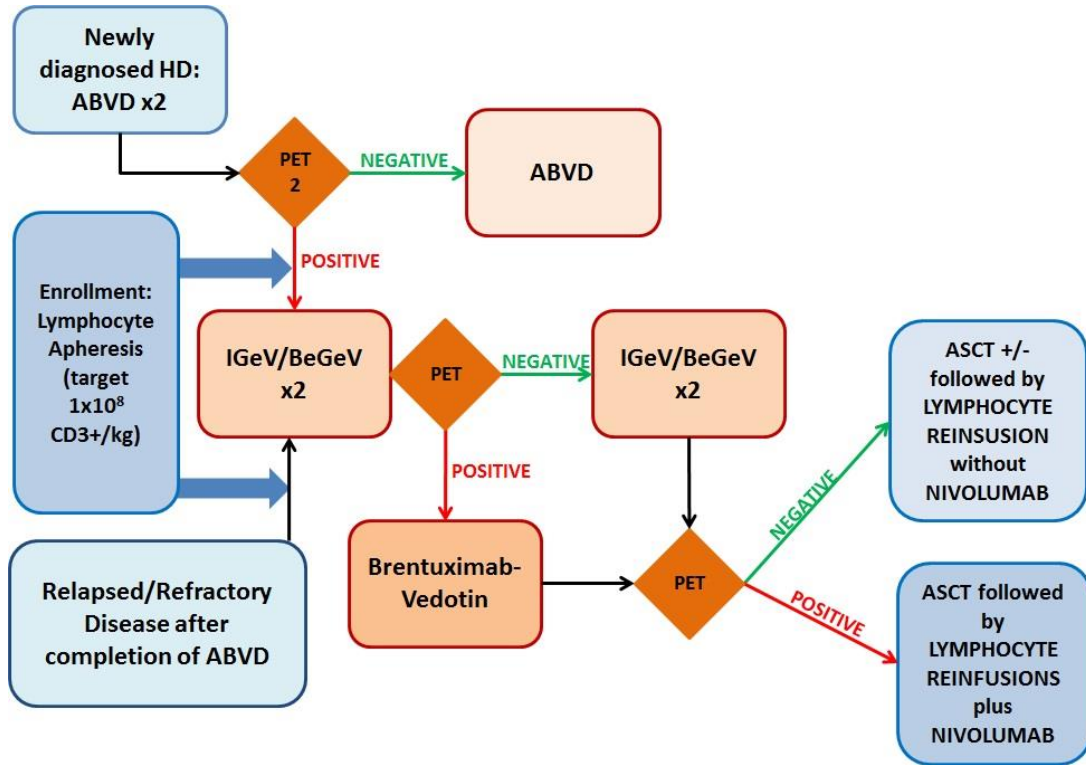 Newly
diagnosed HD:
ABVD x2
PET
2
NEGATIVE
ABVD
POSITIVE
Enrollment:
Lymphocyte
Apheresis
(target
1x10⁸
CD3+/kg)
IGeV/BeGeV
x2
PET
NEGATIVE
IGeV/BeGeV
x2
POSITIVE
ASCT +/-
followed by
LYMPHOCYTE
REINSUSION
without
NIVOLUMAB
NEGATIVE
Relapsed/Refractory
Disease after
completion of ABVD
Brentuximab-
Vedotin
PET
POSITIVE
ASCT followed
by
LYMPHOCYTE
REINFUSIONS
plus
NIVOLUMAB